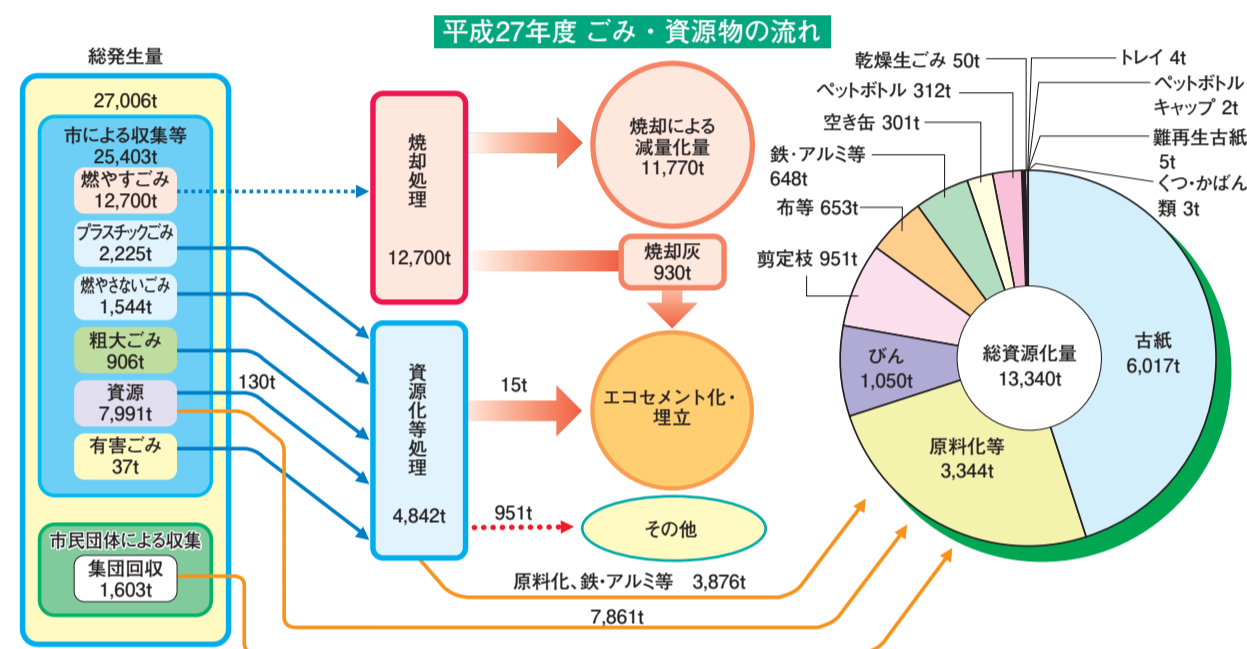 平成27年度 ごみ・資源物の流れ
総発生量
27,006t
市による収集等
25,403t
燃やすごみ
12,700t
プラスチックごみ
2,225t
燃やさないごみ
1,544t
粗大ごみ
906t
資源
7,991t
有害ごみ
37t
市民団体による収集
集団回収
1,603t
130t
焼却処理
12,700t
資源化等処理
4,842t
焼却による
減量化量
11,770t
焼却灰
930t
15t
エコセメント化・
埋立
951t
その他
原料化、鉄・アルミ等 3,876t
7,861t
乾燥生ごみ 50t
ペットボトル 312t
空き缶 301t
鉄・アルミ等
648t
布等 653t
剪定枝 951t
びん
1,050t
原料化等
3,344t
総資源化量
13,340t
古紙
6,017t
トレイ 4t
ペットボトル
キャップ 2t
難再生古紙
5t
くつ・かばん
類 3t